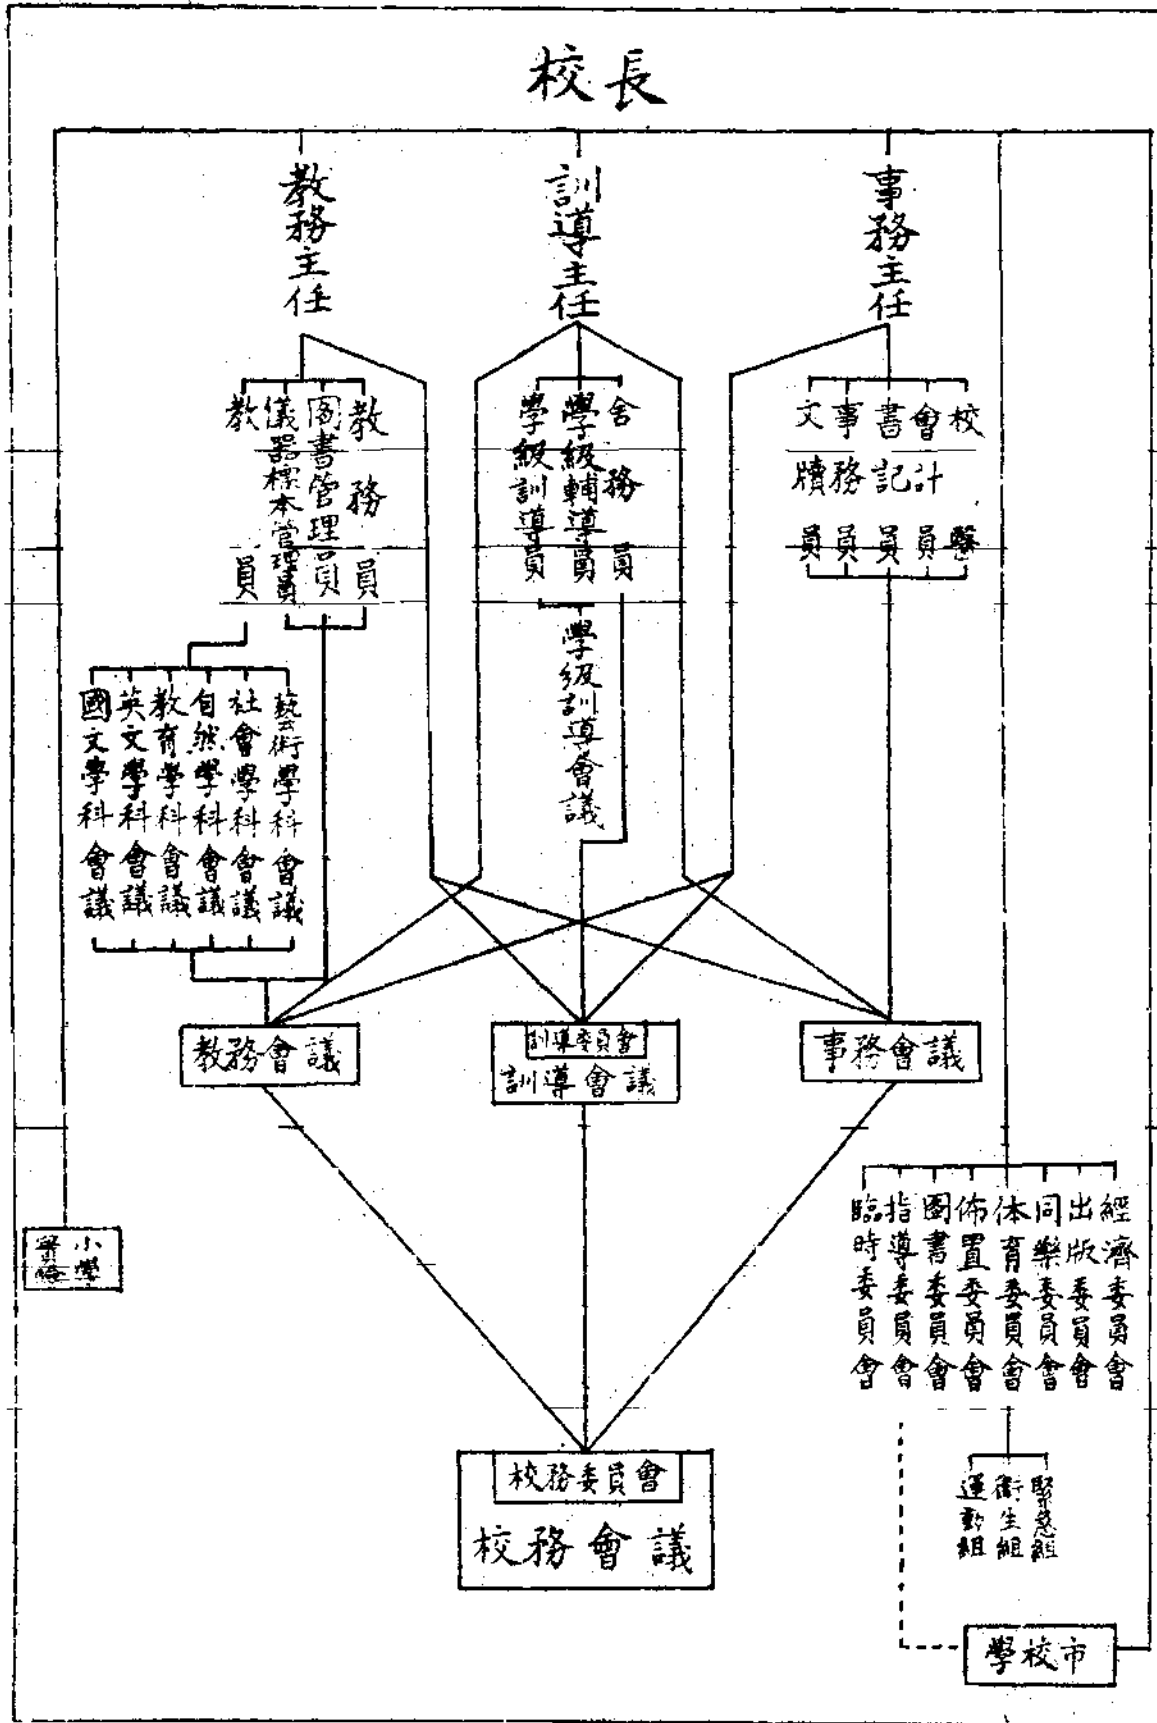 校長
教務主任
訓導主任
事務主任
教員
儀器標本管理員
圖書管理員
教務員
學級訓導員
學級輔導員
舍務員
文牘員
事務員
書記員
會計員
校醫
學級訓導會議
國文學科會議
英文學科會議
教育學科會議
自然學科會議
社會學科會議
藝術學科會議
教務會議
訓導委員會
訓導會議
事務會議
小學
臨時委員會
指導委員會
圖書委員會
佈置委員會
体育委員會
同樂委員會
出版委員會
經濟委員會
運動組
衛生組
緊急組
校務委員會
校務會議
學校市